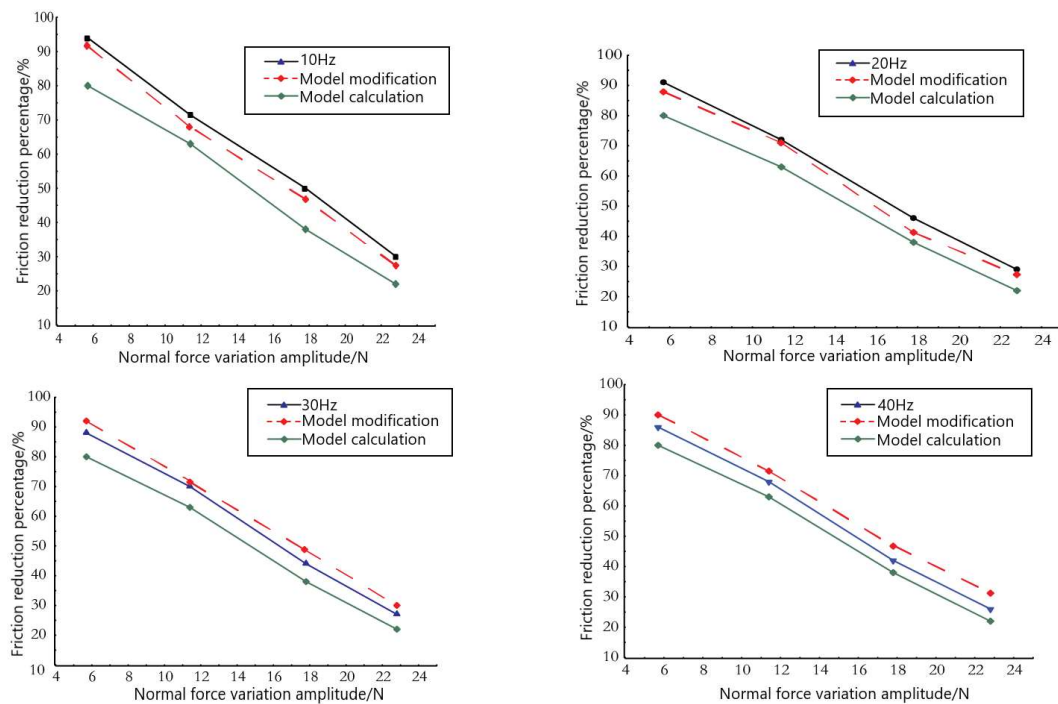 100
90
80
70
60
50
40
30
20
10
Friction reduction percentage/%
10Hz
Model modification
Model calculation
4 6 8 10 12 14 16 18 20 22 24
Normal force variation amplitude/N
100
90
80
70
60
50
40
30
20
10
Friction reduction percentage/%
20Hz
Model modification
Model calculation
4 6 8 10 12 14 16 18 20 22 24
Normal force variation amplitude/N
100
90
80
70
60
50
40
30
20
10
Friction reduction percentage/%
30Hz
Model modification
Model calculation
4 6 8 10 12 14 16 18 20 22 24
Normal force variation amplitude/N
100
90
80
70
60
50
40
30
20
10
Friction reduction percentage/%
40Hz
Model modification
Model calculation
4 6 8 10 12 14 16 18 20 22 24
Normal force variation amplitude/N